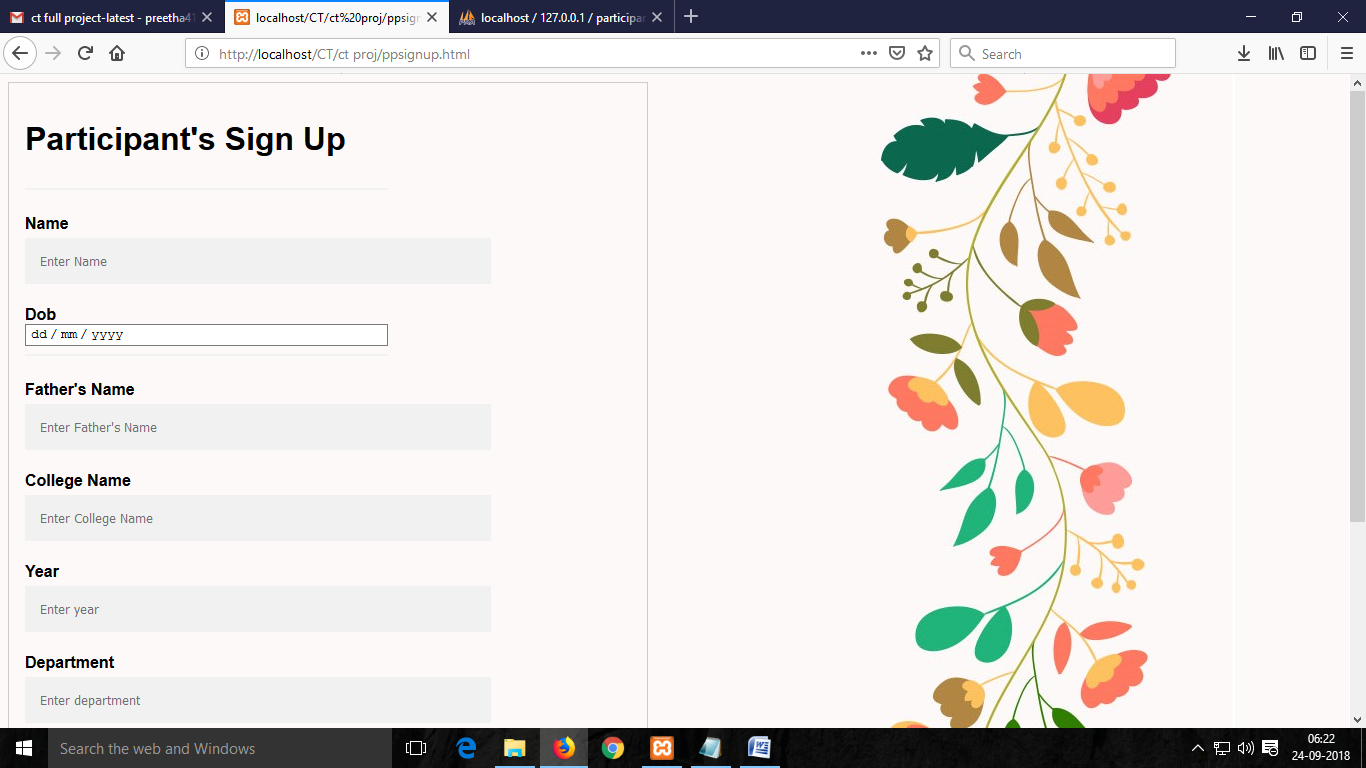 ct full project-latest - preetha41
localhost/CT/ct%20proj/ppsign
localhost / 127.0.0.1 / participan
http://localhost/CT/ct proj/ppsignup.html
Search
Participant's Sign Up
Name
Enter Name
Dob
dd / mm / yyyy
Father's Name
Enter Father's Name
College Name
Enter College Name
Year
Enter year
Department
Enter department
Search the web and Windows
06:22
24-09-2018